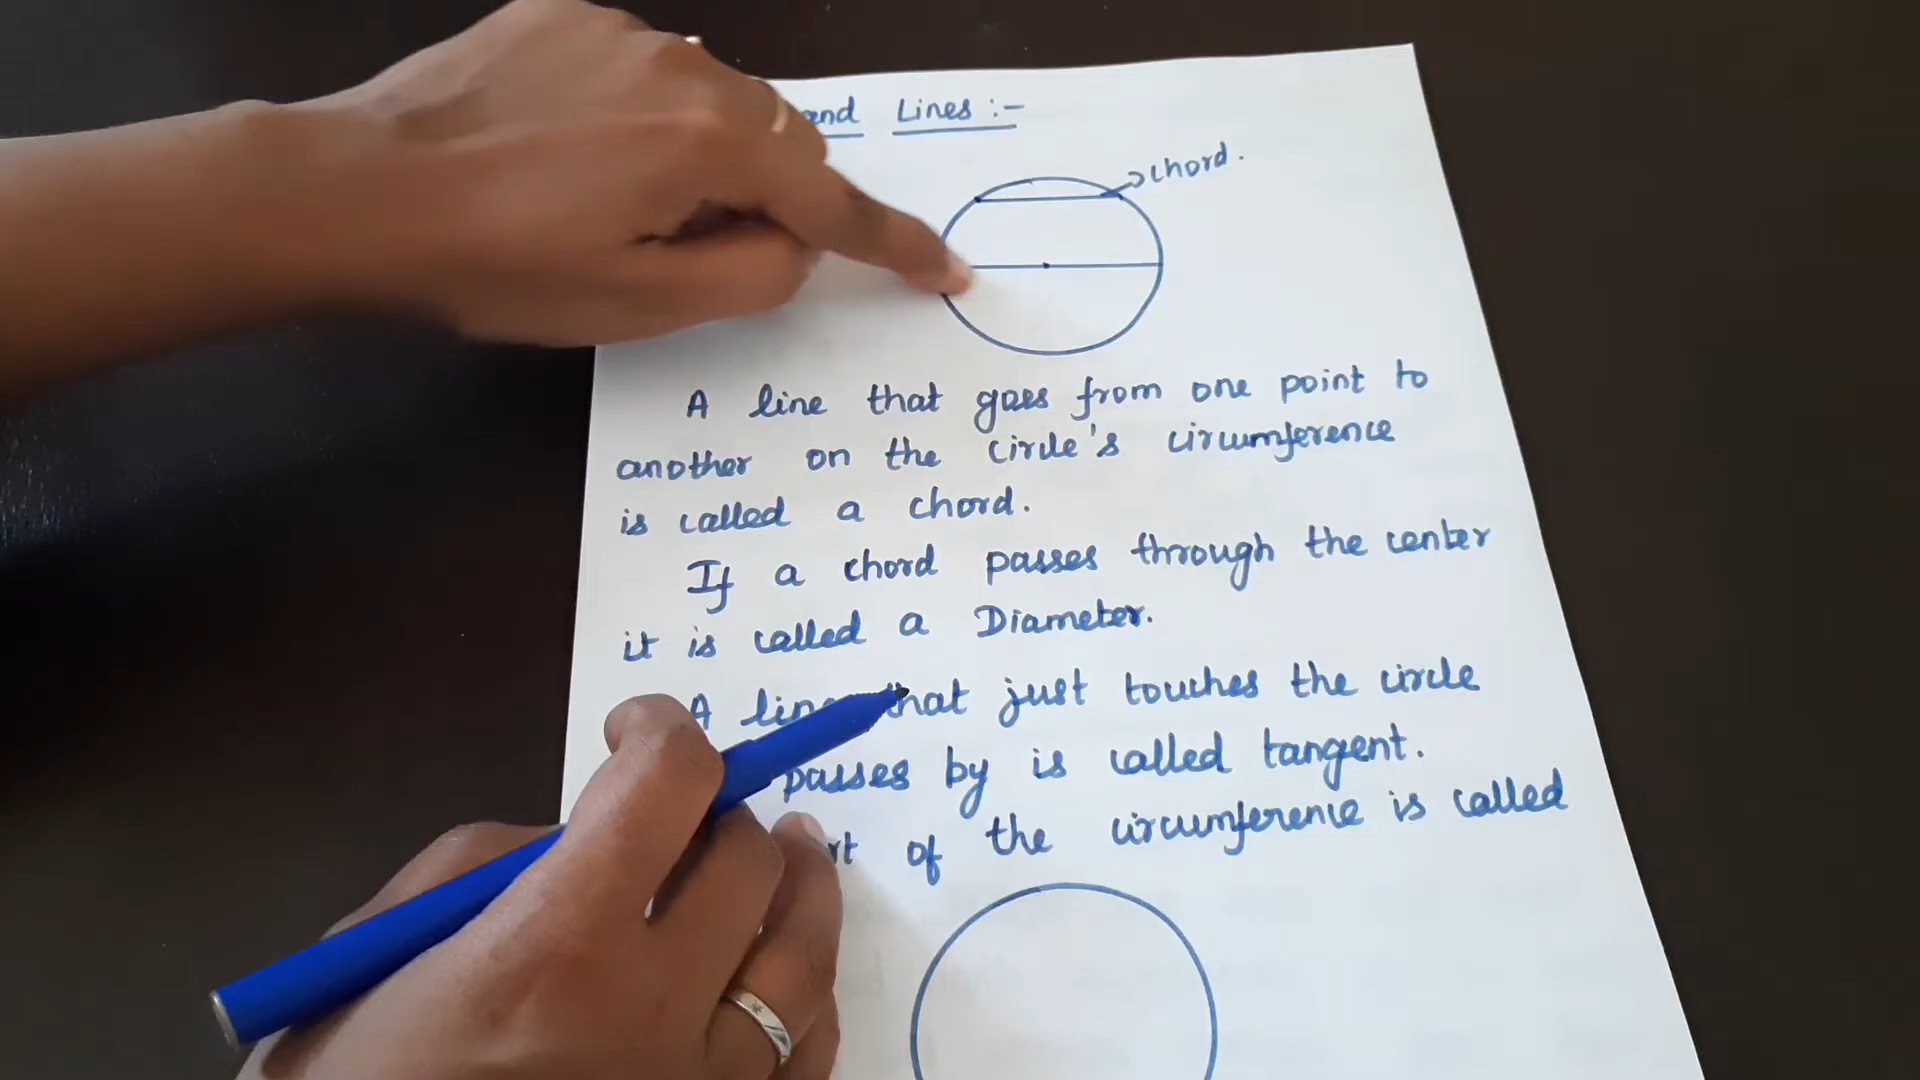 and Lines :-
chord.
A line that goes from one point to
another on the circle's circumference
is called a chord.
If a chord passes through the center
it is called a Diameter.
A line that just touches the circle
passes by is called tangent.
of the circumference is called